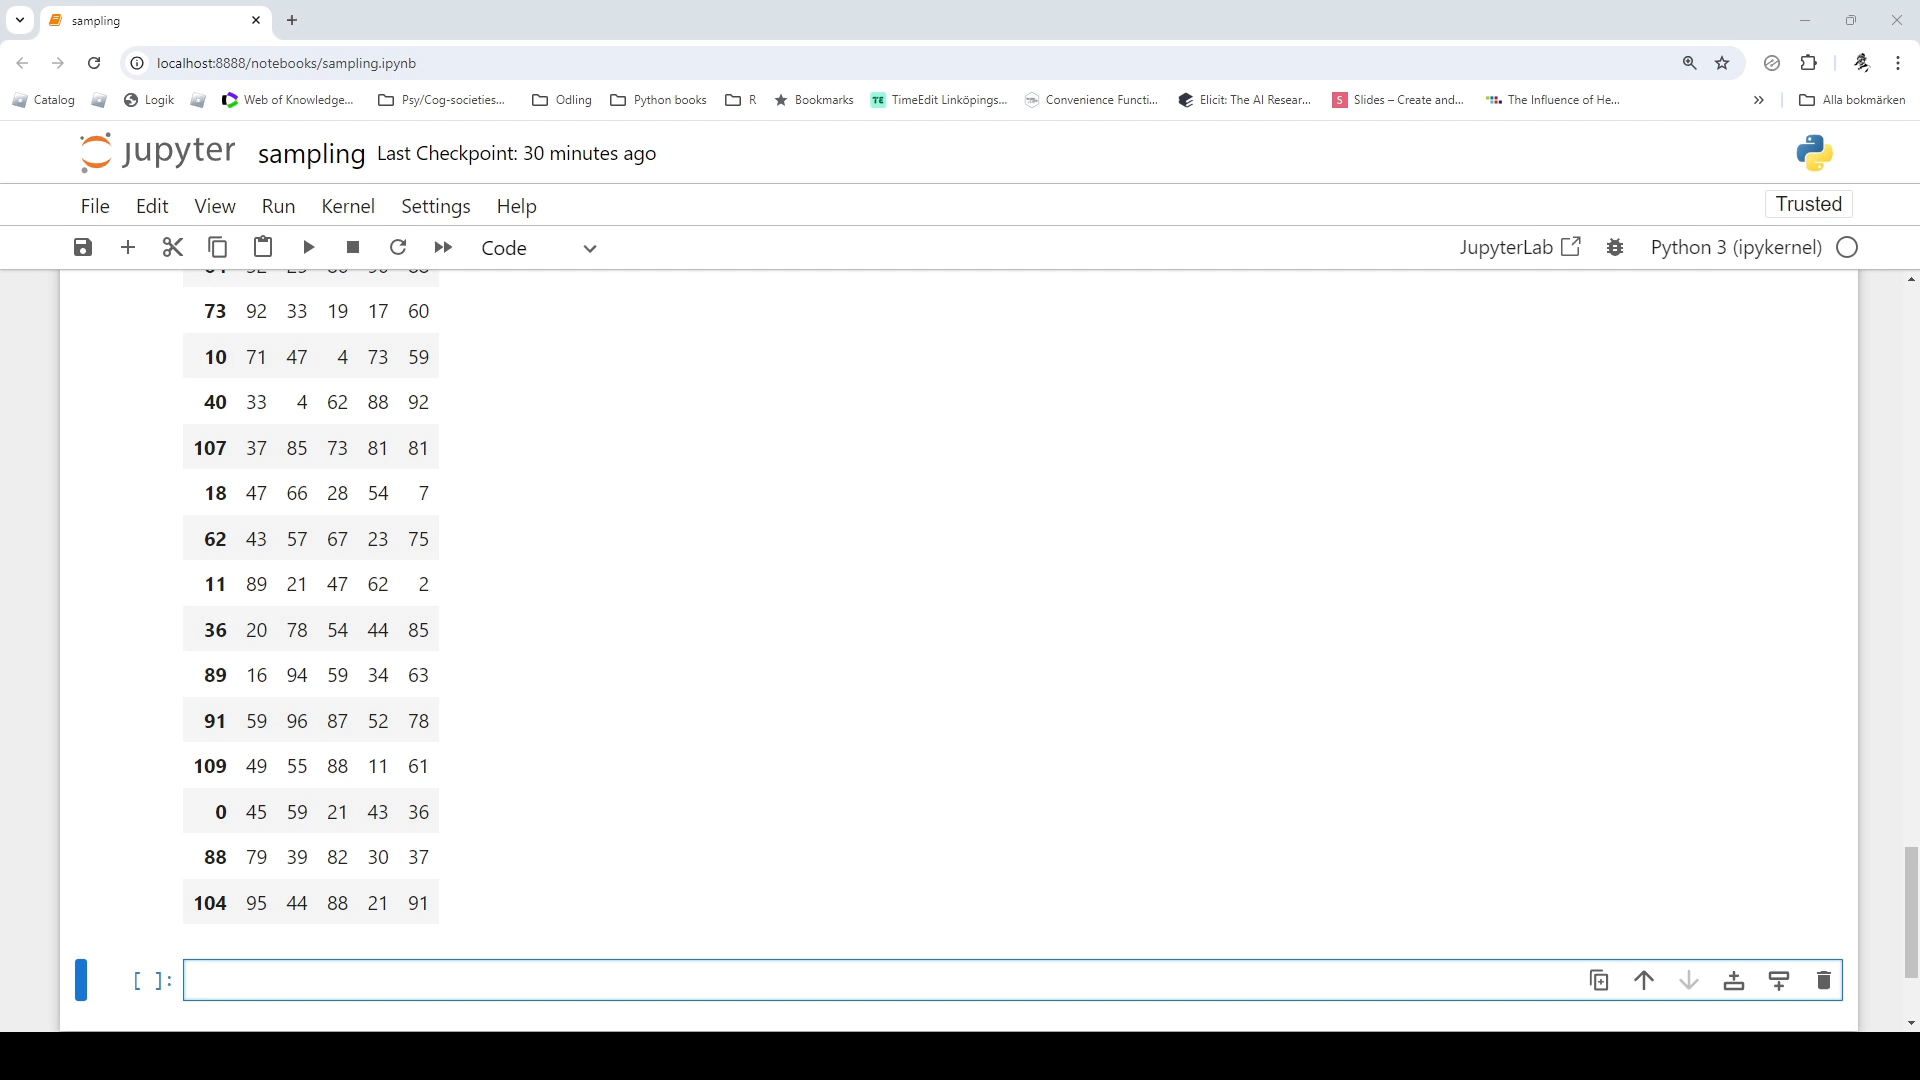 sampling
localhost:8888/notebooks/sampling.ipynb
Catalog Logik Web of Knowledge... Psy/Cog-societies... Odling Python books R Bookmarks TE TimeEdit Linköpings... Convenience Functi... Elicit: The AI Resear... S Slides – Create and... The Influence of He... » Alla bokmärken
jupyter sampling Last Checkpoint: 30 minutes ago
File Edit View Run Kernel Settings Help Trusted
Code JupyterLab Python 3 (ipykernel)
73 92 33 19 17 60
10 71 47 4 73 59
40 33 4 62 88 92
107 37 85 73 81 81
18 47 66 28 54 7
62 43 57 67 23 75
11 89 21 47 62 2
36 20 78 54 44 85
89 16 94 59 34 63
91 59 96 87 52 78
109 49 55 88 11 61
0 45 59 21 43 36
88 79 39 82 30 37
104 95 44 88 21 91
[ ]: